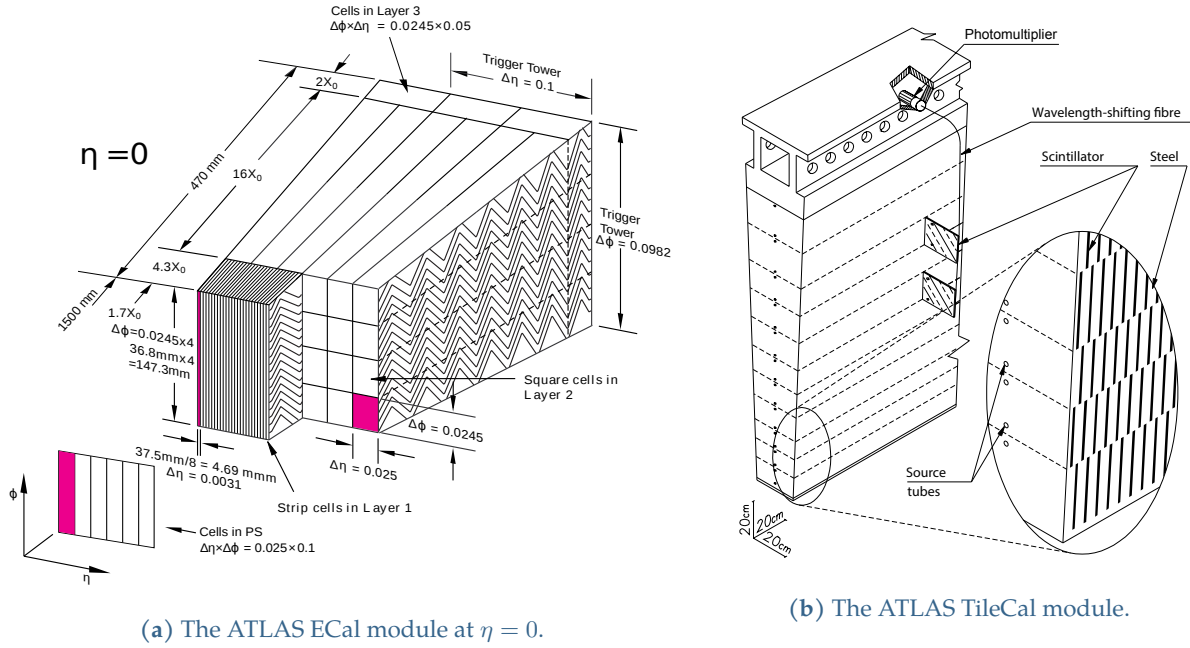 Cells in Layer 3
Δϕ×Δη = 0.0245×0.05
Trigger Tower
Δη = 0.1
2X₀
η =0
470 mm
16X₀
Trigger
Tower
Δϕ = 0.0982
4.3X₀
1500 mm
1.7X₀
Δϕ=0.0245x4
36.8mmx4
=147.3mm
Square cells in
Layer 2
Δϕ = 0.0245
Δη = 0.025
37.5mm/8 = 4.69 mmm
Δη = 0.0031
Strip cells in Layer 1
ϕ
Cells in PS
Δη×Δϕ = 0.025×0.1
η
(a) The ATLAS ECal module at η = 0.
Photomultiplier
Wavelength-shifting fibre
Scintillator
Steel
Source
tubes
20cm
20cm
20cm
(b) The ATLAS TileCal module.